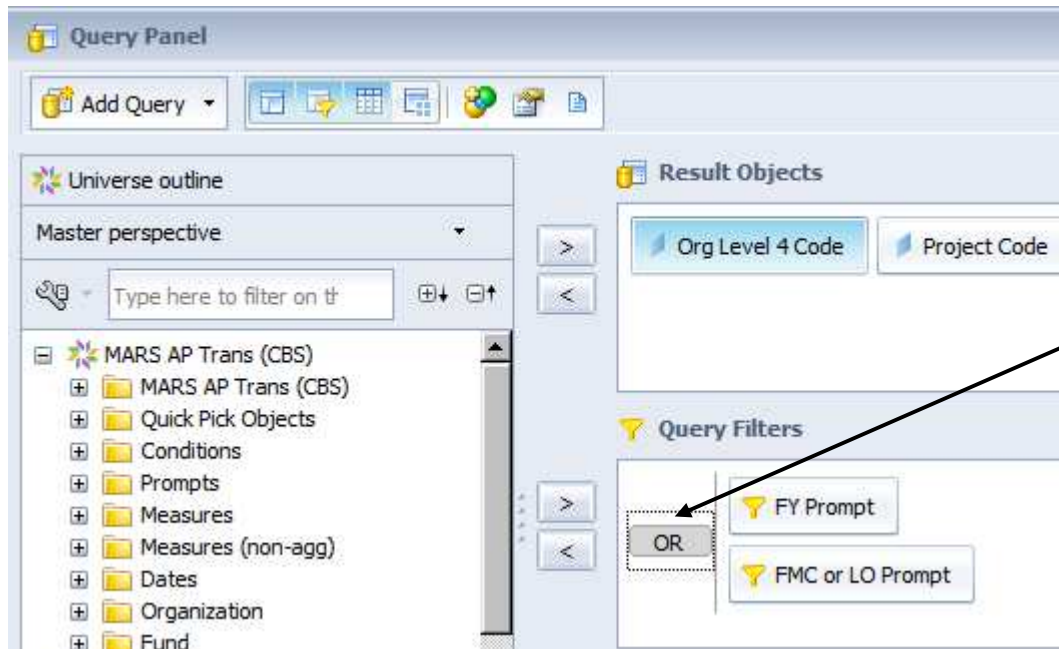 Query Panel
Add Query
Universe outline
Master perspective
Type here to filter on th
MARS AP Trans (CBS)
MARS AP Trans (CBS)
Quick Pick Objects
Conditions
Prompts
Measures
Measures (non-agg)
Dates
Organization
Fund
>
<
>
<
Result Objects
Org Level 4 Code
Project Code
Query Filters
OR
FY Prompt
FMC or LO Prompt